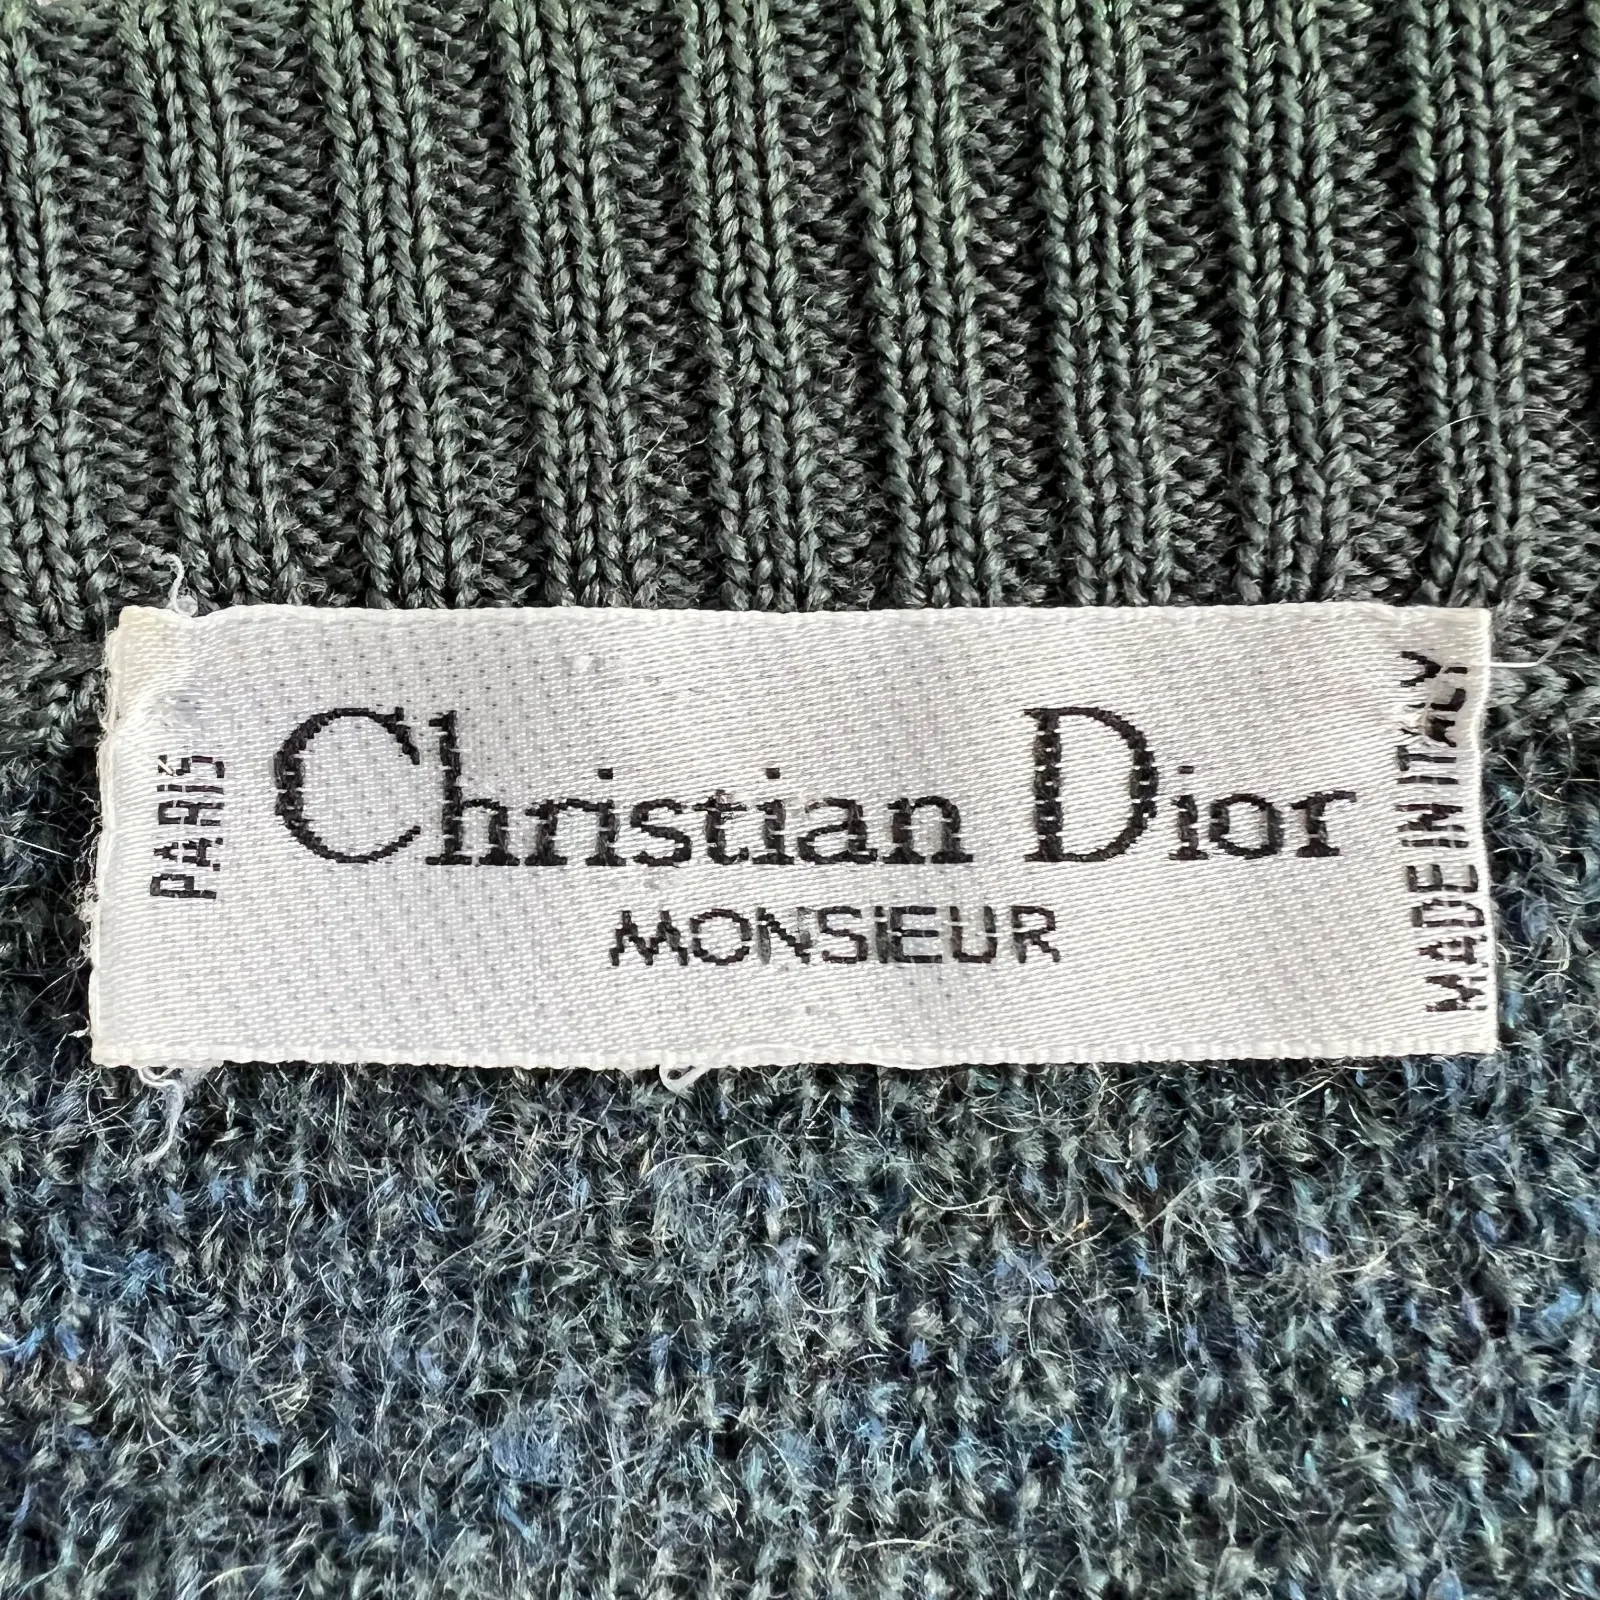 PARIS
Christian Dior
MONSIEUR
MADE IN ITALY